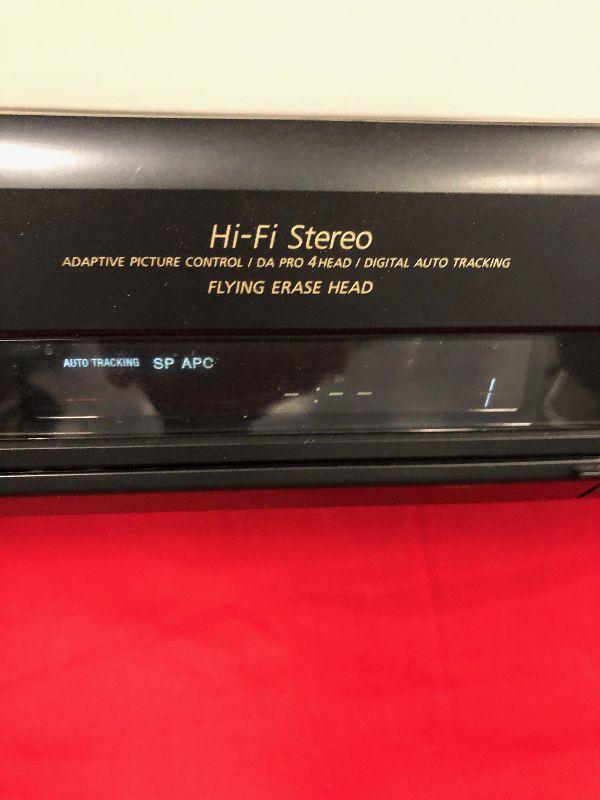 Hi-Fi Stereo
ADAPTIVE PICTURE CONTROL / DA PRO 4 HEAD / DIGITAL AUTO TRACKING
FLYING ERASE HEAD
AUTO TRACKING SP APC
-:-- 1